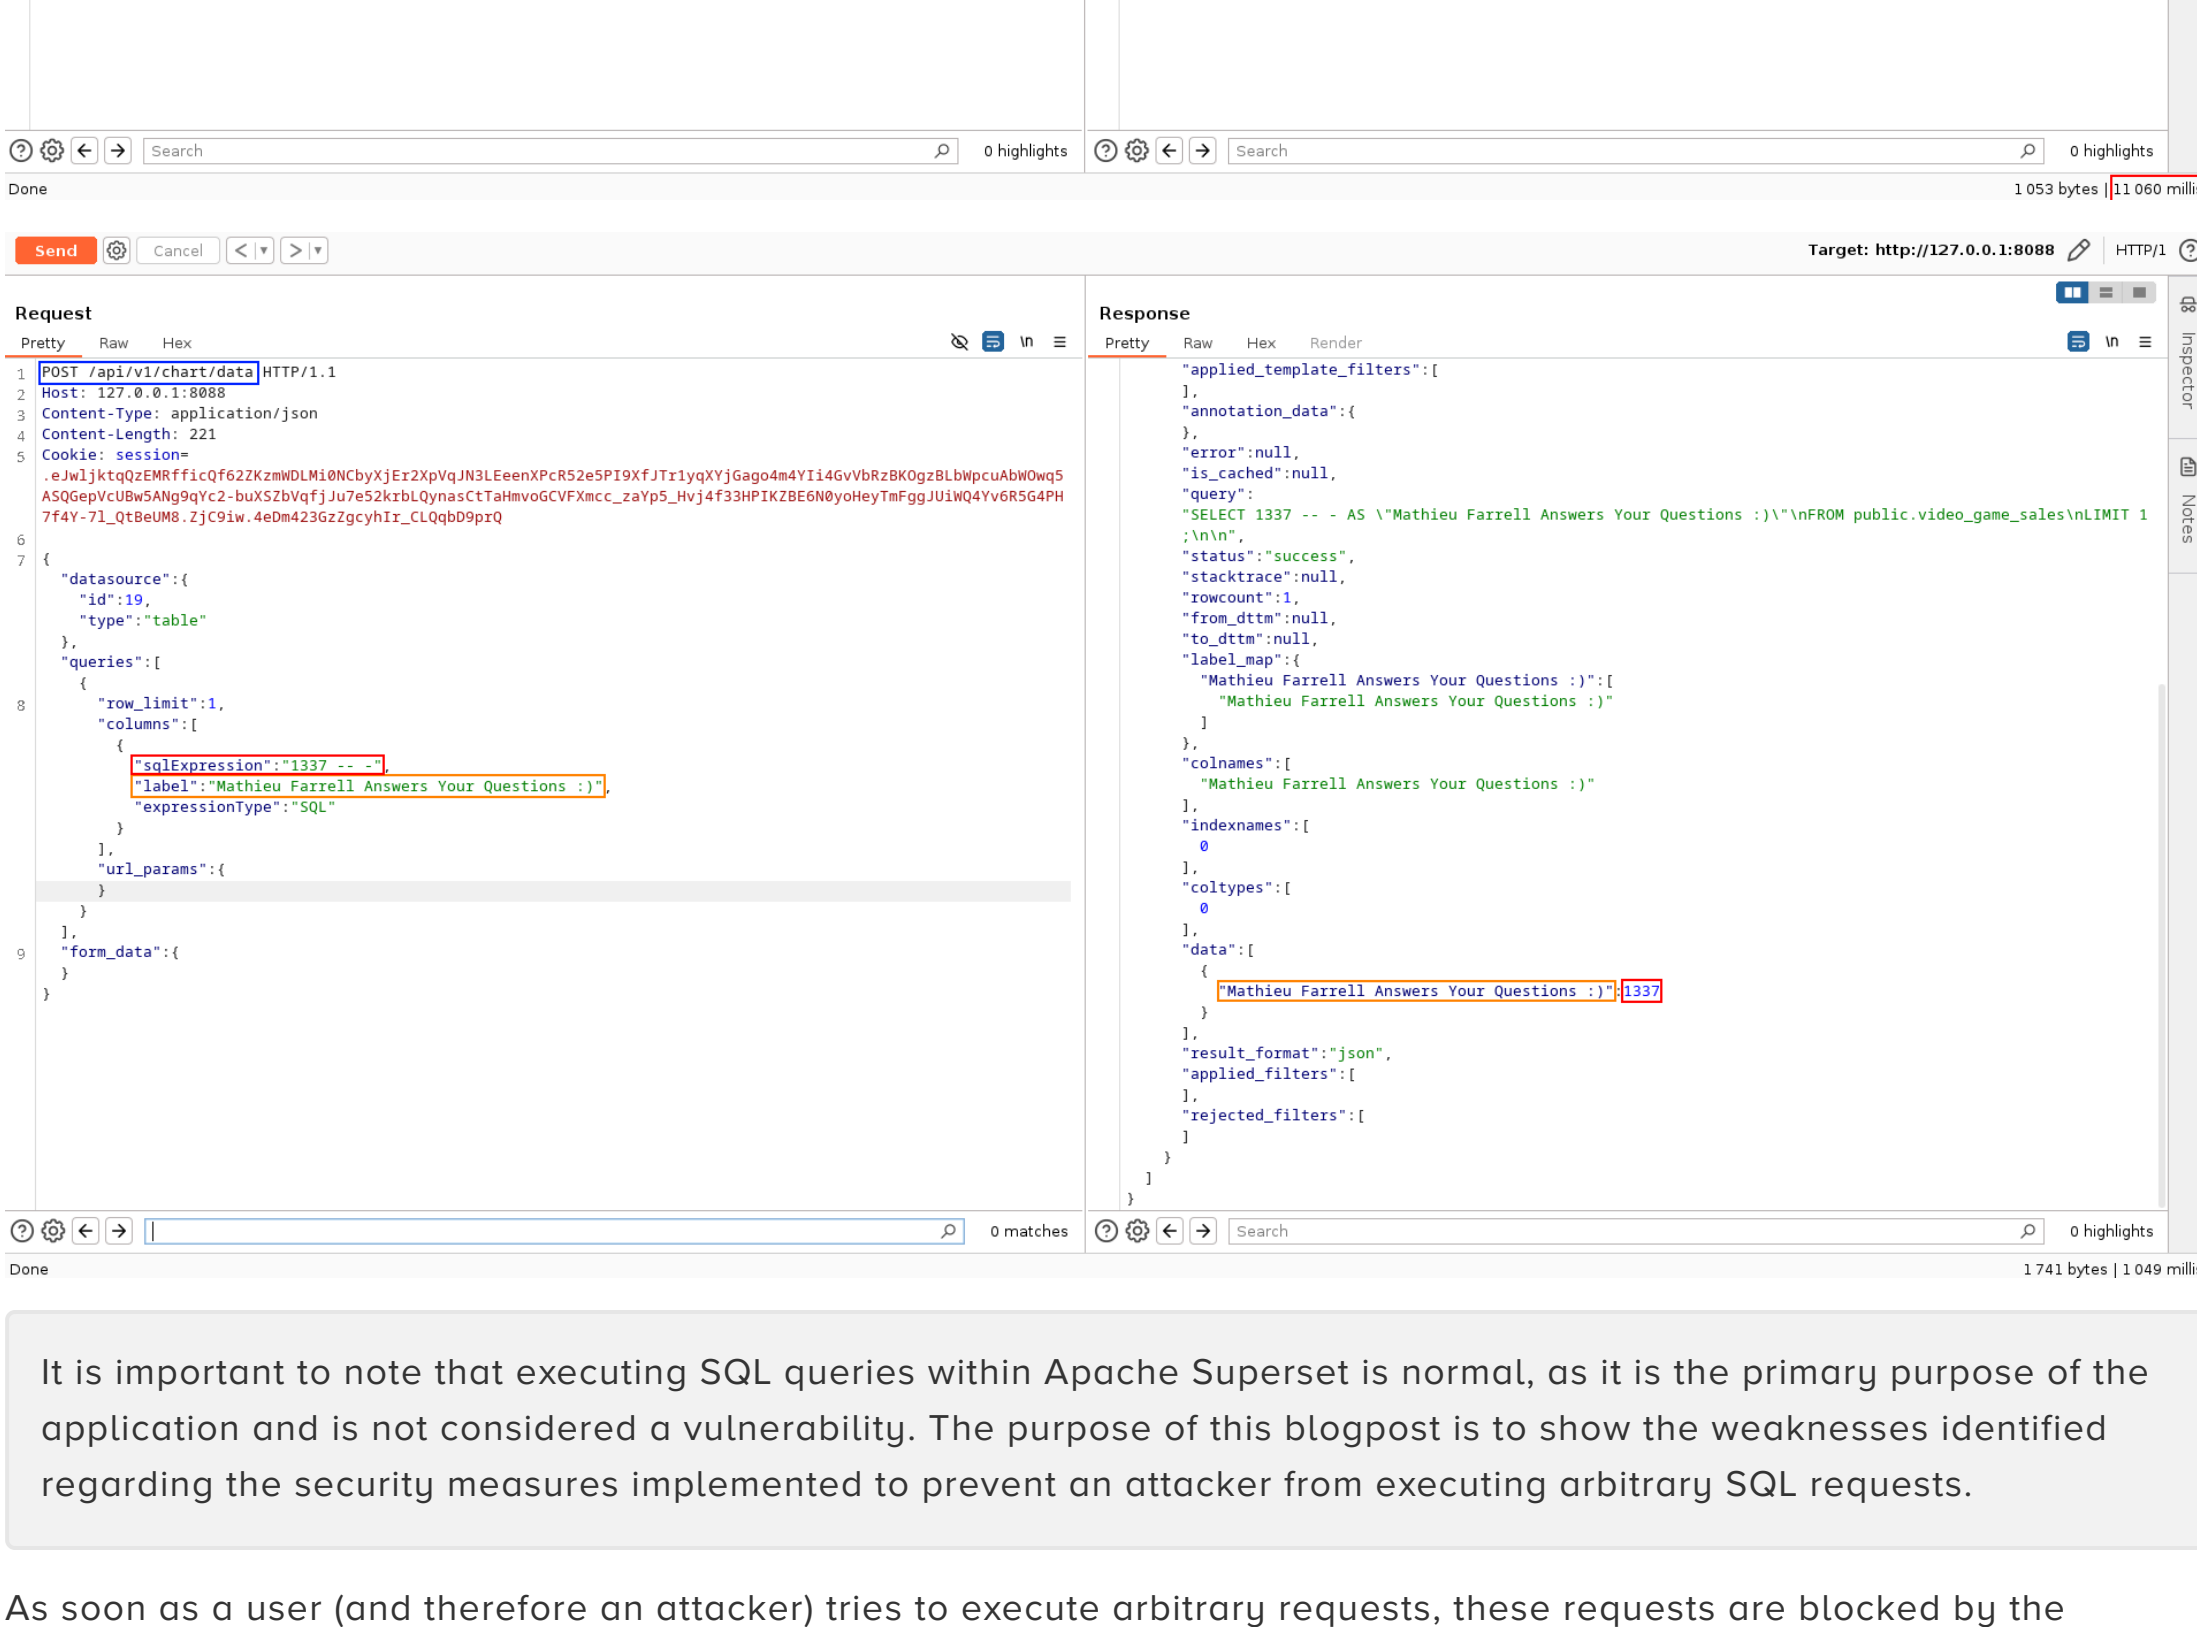 Search 0 highlights Search 0 highlights
Done 1 053 bytes | 11 060 milli
Send Cancel < > Target: http://127.0.0.1:8088 HTTP/1
Request
Pretty Raw Hex \n
1 POST /api/v1/chart/data HTTP/1.1
2 Host: 127.0.0.1:8088
3 Content-Type: application/json
4 Content-Length: 221
5 Cookie: session=
.eJwljktqQzEMRfficQf62ZKzmWDLMi0NCbyXjEr2XpVqJN3LEeenXPcR52e5PI9XfJTr1yqXYjGago4m4YIi4GvVbRzBKOgzBLbWpcuAbWOwq5
ASQGepVcUBw5ANg9qYc2-buXSZbVqfjJu7e52krbLQynasCtTaHmvoGCVFXmcc_zaYp5_Hvj4f33HPIKZBE6N0yoHeyTmFggJUiWQ4Yv6R5G4PH
7f4Y-7l_QtBeUM8.ZjC9iw.4eDm423GzZgcyhIr_CLQqbD9prQ
6
7 {
"datasource":{
"id":19,
"type":"table"
},
"queries":[
{
8 "row_limit":1,
"columns":[
{
"sqlExpression":"1337 -- -",
"label":"Mathieu Farrell Answers Your Questions :)",
"expressionType":"SQL"
}
],
"url_params":{
}
}
],
9 "form_data":{
}
}
0 matches
Done
Response
Pretty Raw Hex Render \n
"applied_template_filters":[
],
"annotation_data":{
},
"error":null,
"is_cached":null,
"query":
"SELECT 1337 -- - AS \"Mathieu Farrell Answers Your Questions :)\"\nFROM public.video_game_sales\nLIMIT 1
;\n\n",
"status":"success",
"stacktrace":null,
"rowcount":1,
"from_dttm":null,
"to_dttm":null,
"label_map":{
"Mathieu Farrell Answers Your Questions :)":[
"Mathieu Farrell Answers Your Questions :)"
]
},
"colnames":[
"Mathieu Farrell Answers Your Questions :)"
],
"indexnames":[
0
],
"coltypes":[
0
],
"data":[
{
"Mathieu Farrell Answers Your Questions :)":1337
}
],
"result_format":"json",
"applied_filters":[
],
"rejected_filters":[
]
}
]
}
Search 0 highlights
1 741 bytes | 1 049 milli
Inspector
Notes
It is important to note that executing SQL queries within Apache Superset is normal, as it is the primary purpose of the
application and is not considered a vulnerability. The purpose of this blogpost is to show the weaknesses identified
regarding the security measures implemented to prevent an attacker from executing arbitrary SQL requests.
As soon as a user (and therefore an attacker) tries to execute arbitrary requests, these requests are blocked by the